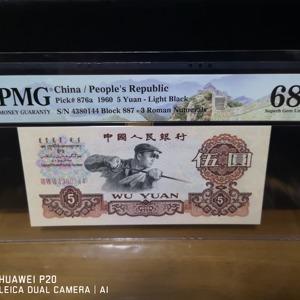 PMG
MONEY GUARANTY
China / People's Republic
Pick# 876a 1960 5 Yuan - Light Black
S/N 4380144 Block 887 - 3 Roman Numerals
68
Superb Gem
中国人民银行
伍圓
4380144
5
WU YUAN
5
HUAWEI P20
LEICA DUAL CAMERA | AI